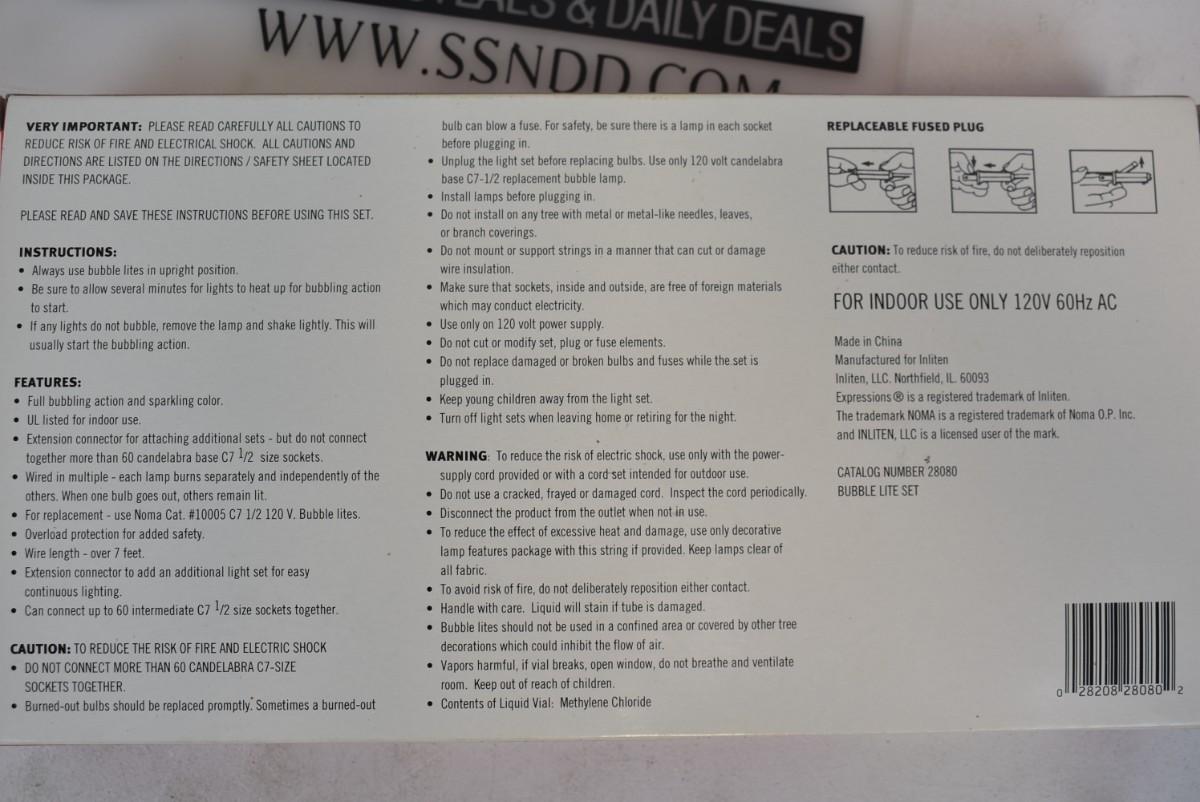 & DAILY DEALS
WWW.SSNDD.COM
VERY IMPORTANT: PLEASE READ CAREFULLY ALL CAUTIONS TO
REDUCE RISK OF FIRE AND ELECTRICAL SHOCK. ALL CAUTIONS AND
DIRECTIONS ARE LISTED ON THE DIRECTIONS / SAFETY SHEET LOCATED
INSIDE THIS PACKAGE.
PLEASE READ AND SAVE THESE INSTRUCTIONS BEFORE USING THIS SET.
INSTRUCTIONS:
• Always use bubble lites in upright position.
• Be sure to allow several minutes for lights to heat up for bubbling action
to start.
• If any lights do not bubble, remove the lamp and shake lightly. This will
usually start the bubbling action.
FEATURES:
• Full bubbling action and sparkling color.
• UL listed for indoor use.
• Extension connector for attaching additional sets - but do not connect
together more than 60 candelabra base C7 1/2 size sockets.
• Wired in multiple - each lamp burns separately and independently of the
others. When one bulb goes out, others remain lit.
• For replacement - use Noma Cat. #10005 C7 1/2 120 V. Bubble lites.
• Overload protection for added safety.
• Wire length - over 7 feet.
• Extension connector to add an additional light set for easy
continuous lighting.
• Can connect up to 60 intermediate C7 1/2 size sockets together.
CAUTION: TO REDUCE THE RISK OF FIRE AND ELECTRIC SHOCK
• DO NOT CONNECT MORE THAN 60 CANDELABRA C7-SIZE
SOCKETS TOGETHER.
• Burned-out bulbs should be replaced promptly. Sometimes a burned-out
bulb can blow a fuse. For safety, be sure there is a lamp in each socket
before plugging in.
• Unplug the light set before replacing bulbs. Use only 120 volt candelabra
base C7-1/2 replacement bubble lamp.
• Install lamps before plugging in.
• Do not install on any tree with metal or metal-like needles, leaves,
or branch coverings.
• Do not mount or support strings in a manner that can cut or damage
wire insulation.
• Make sure that sockets, inside and outside, are free of foreign materials
which may conduct electricity.
• Use only on 120 volt power supply.
• Do not cut or modify set, plug or fuse elements.
• Do not replace damaged or broken bulbs and fuses while the set is
plugged in.
• Keep young children away from the light set.
• Turn off light sets when leaving home or retiring for the night.
WARNING: To reduce the risk of electric shock, use only with the power-
supply cord provided or with a cord set intended for outdoor use.
• Do not use a cracked, frayed or damaged cord. Inspect the cord periodically.
• Disconnect the product from the outlet when not in use.
• To reduce the effect of excessive heat and damage, use only decorative
lamp features package with this string if provided. Keep lamps clear of
all fabric.
• To avoid risk of fire, do not deliberately reposition either contact.
• Handle with care. Liquid will stain if tube is damaged.
• Bubble lites should not be used in a confined area or covered by other tree
decorations which could inhibit the flow of air.
• Vapors harmful, if vial breaks, open window, do not breathe and ventilate
room. Keep out of reach of children.
• Contents of Liquid Vial: Methylene Chloride
REPLACEABLE FUSED PLUG
CAUTION: To reduce risk of fire, do not deliberately reposition
either contact.
FOR INDOOR USE ONLY 120V 60Hz AC
Made in China
Manufactured for Inliten
Inliten, LLC. Northfield, IL. 60093
Expressions ® is a registered trademark of Inliten.
The trademark NOMA is a registered trademark of Noma O.P. Inc.
and INLITEN, LLC is a licensed user of the mark.
CATALOG NUMBER 28080
BUBBLE LITE SET
0 28208 28080 2